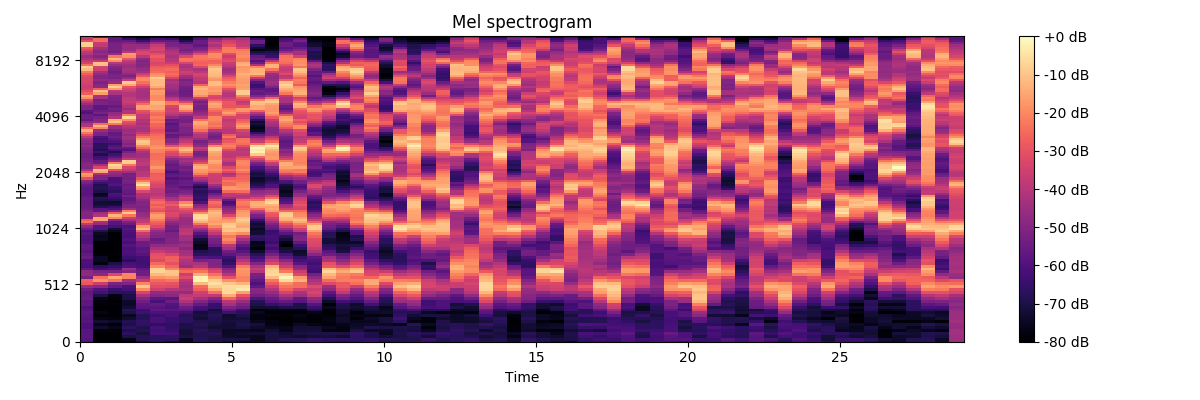 Mel spectrogram
Hz
8192
4096
2048
1024
512
0
0 5 10 15 20 25
Time
+0 dB
-10 dB
-20 dB
-30 dB
-40 dB
-50 dB
-60 dB
-70 dB
-80 dB